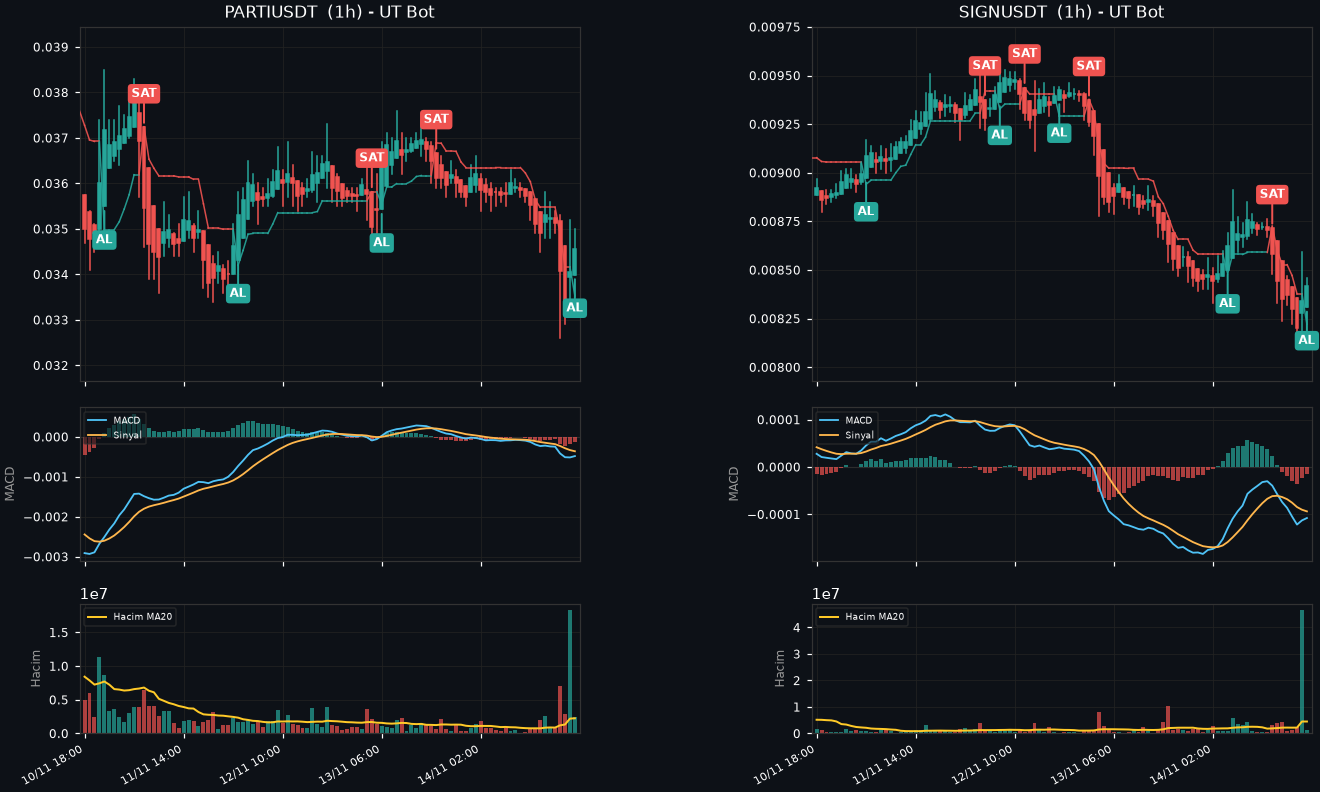 PARTIUSDT  (1h) - UT Bot
0.039
0.038
0.037
0.036
0.035
0.034
0.033
0.032
SAT
SAT
SAT
AL
AL
AL
AL
MACD
Sinyal
0.000
−0.001
−0.002
−0.003
MACD
1e7
Hacim MA20
1.5
1.0
0.5
0.0
Hacim
10/11 18:00
11/11 14:00
12/11 10:00
13/11 06:00
14/11 02:00
SIGNUSDT  (1h) - UT Bot
0.00975
0.00950
0.00925
0.00900
0.00875
0.00850
0.00825
0.00800
SAT
SAT
SAT
SAT
AL
AL
AL
AL
AL
MACD
Sinyal
0.0001
0.0000
−0.0001
MACD
1e7
Hacim MA20
4
3
2
1
0
Hacim
10/11 18:00
11/11 14:00
12/11 10:00
13/11 06:00
14/11 02:00